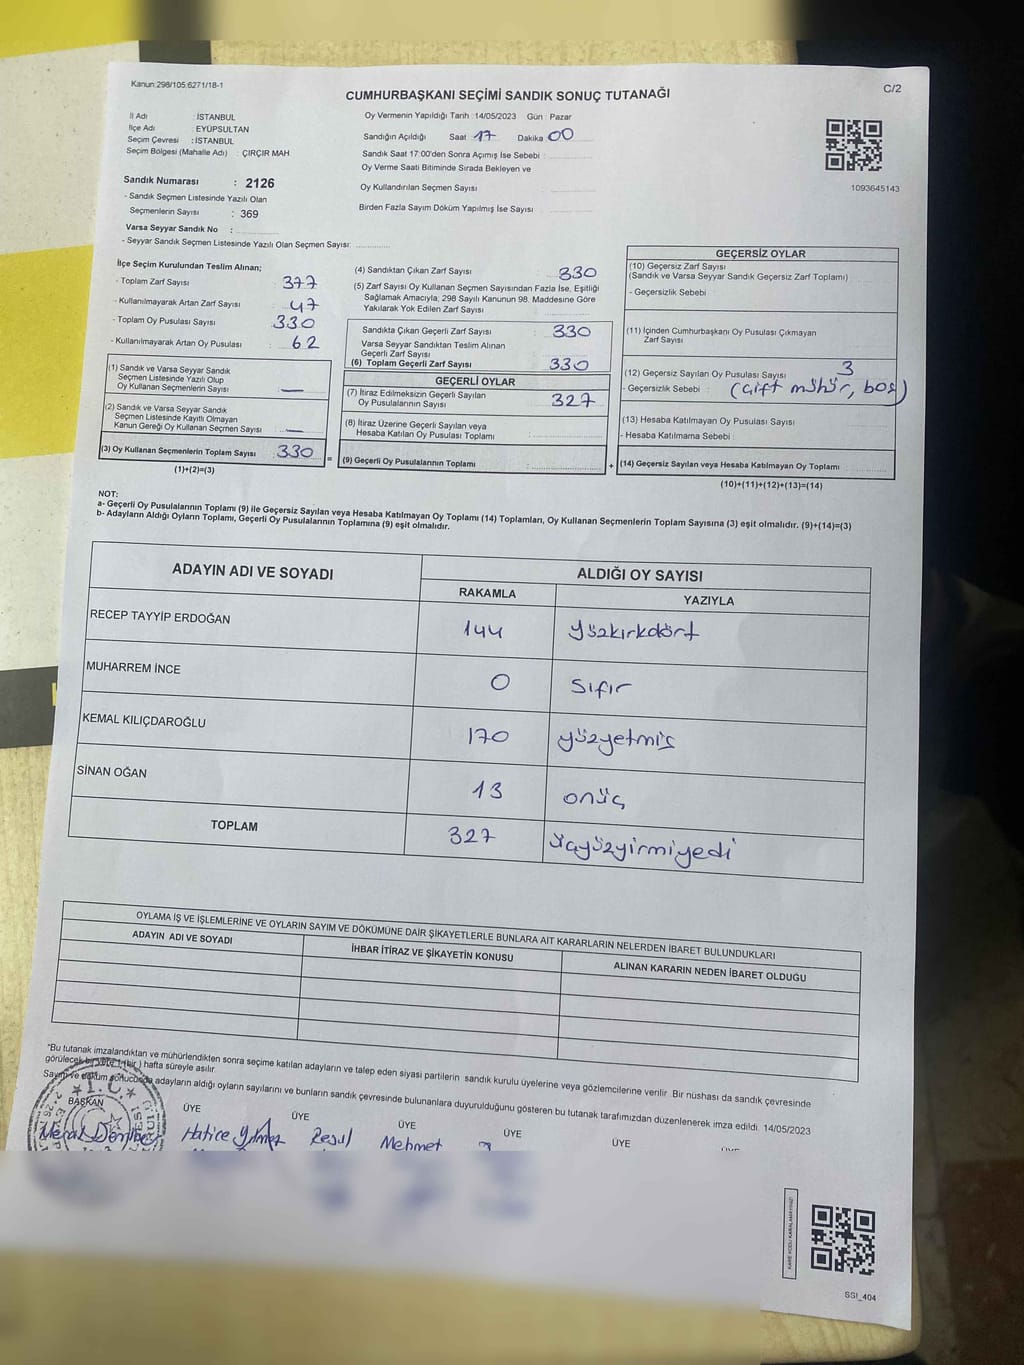 Kanun:298/105:6271/18-1
CUMHURBAŞKANI SEÇİMİ SANDIK SONUÇ TUTANAĞI
C/2
İl Adı : İSTANBUL
İlçe Adı : EYÜPSULTAN
Seçim Çevresi : İSTANBUL
Seçim Bölgesi (Mahalle Adı) : ÇIRÇIR MAH.
Sandık Numarası : 2126
- Sandık Seçmen Listesinde Yazılı Olan
Seçmenlerin Sayısı : 369
Varsa Seyyar Sandık No :
- Seyyar Sandık Seçmen Listesinde Yazılı Olan Seçmen Sayısı:
Oy Vermenin Yapıldığı Tarih : 14/05/2023 Gün : Pazar
Sandığın Açıldığı Saat : 17 Dakika : 00
Sandık Saat 17:00'den Sonra Açımış İse Sebebi :
Oy Verme Saati Bitiminde Sırada Bekleyen ve
Oy Kullandırılan Seçmen Sayısı
Birden Fazla Sayım Döküm Yapılmış İse Sayısı :
1093645143
İlçe Seçim Kurulundan Teslim Alınan;
- Toplam Zarf Sayısı : 377
- Kullanılmayarak Artan Zarf Sayısı : 47
- Toplam Oy Pusulası Sayısı : 330
- Kullanılmayarak Artan Oy Pusulası : 62
(1) Sandık ve Varsa Seyyar Sandık
Seçmen Listesinde Yazılı Olup
Oy Kullanan Seçmenlerin Sayısı : —
(2) Sandık ve Varsa Seyyar Sandık
Seçmen Listesinde Kayıtlı Olmayan
Kanun Gereği Oy Kullanan Seçmen Sayısı : —
(3) Oy Kullanan Seçmenlerin Toplam Sayısı : 330
(1)+(2)=(3)
(4) Sandıktan Çıkan Zarf Sayısı : 330
(5) Zarf Sayısı Oy Kullanan Seçmen Sayısından Fazla İse, Eşitliği
Sağlamak Amacıyla, 298 Sayılı Kanunun 98. Maddesine Göre
Yakılarak Yok Edilen Zarf Sayısı :
Sandıkta Çıkan Geçerli Zarf Sayısı : 330
Varsa Seyyar Sandıktan Teslim Alınan
Geçerli Zarf Sayısı
(6) Toplam Geçerli Zarf Sayısı : 330
GEÇERLİ OYLAR
(7) İtiraz Edilmeksizin Geçerli Sayılan
Oy Pusulalarının Sayısı : 327
(8) İtiraz Üzerine Geçerli Sayılan veya
Hesaba Katılan Oy Pusulası Toplamı :
= (9) Geçerli Oy Pusulalarının Toplamı :
GEÇERSİZ OYLAR
(10) Geçersiz Zarf Sayısı
(Sandık ve Varsa Seyyar Sandık Geçersiz Zarf Toplamı)
- Geçersizlik Sebebi :
(11) İçinden Cumhurbaşkanı Oy Pusulası Çıkmayan
Zarf Sayısı
(12) Geçersiz Sayılan Oy Pusulası Sayısı : 3
- Geçersizlik Sebebi : (çift mühür, boş)
(13) Hesaba Katılmayan Oy Pusulası Sayısı :
- Hesaba Katılmama Sebebi :
+ (14) Geçersiz Sayılan veya Hesaba Katılmayan Oy Toplamı :
(10)+(11)+(12)+(13)=(14)
NOT:
a- Geçerli Oy Pusulalarının Toplamı (9) ile Geçersiz Sayılan veya Hesaba Katılmayan Oy Toplamı (14) Toplamları, Oy Kullanan Seçmenlerin Toplam Sayısına (3) eşit olmalıdır. (9)+(14)=(3)
b- Adayların Aldığı Oyların Toplamı, Geçerli Oy Pusulalarının Toplamına (9) eşit olmalıdır.
ADAYIN ADI VE SOYADI
ALDIĞI OY SAYISI
RAKAMLA YAZIYLA
RECEP TAYYİP ERDOĞAN 144 yüzkırkdört
MUHARREM İNCE 0 sıfır
KEMAL KILIÇDAROĞLU 170 yüzyetmiş
SİNAN OĞAN 13 onüç
TOPLAM 327 üçyüzyirmiyedi
OYLAMA İŞ VE İŞLEMLERİNE VE OYLARIN SAYIM VE DÖKÜMÜNE DAİR ŞİKAYETLERLE BUNLARA AİT KARARLARIN NELERDEN İBARET BULUNDUKLARI
ADAYIN ADI VE SOYADI
İHBAR İTİRAZ VE ŞİKAYETİN KONUSU
ALINAN KARARIN NEDEN İBARET OLDUĞU
"Bu tutanak imzalandıktan ve mühürlendikten sonra seçime katılan adayların ve talep eden siyasi partilerin sandık kurulu üyelerine veya gözlemcilerine verilir. Bir nüshası da sandık çevresinde
görülecek bir yere 1 (bir) hafta süreyle asılır.
Sayım ve döküm sonucunda adayların aldığı oyların sayılarını ve bunların sandık çevresinde bulunanlara duyurulduğunu gösteren bu tutanak tarafımızdan düzenlenerek imza edildi. 14/05/2023
T.C.
BAŞKAN ÜYE ÜYE ÜYE ÜYE ÜYE
Meral Hatice Yılmaz Resul Mehmet
KARE KODU KARALAMAYINIZ!
SSI_404